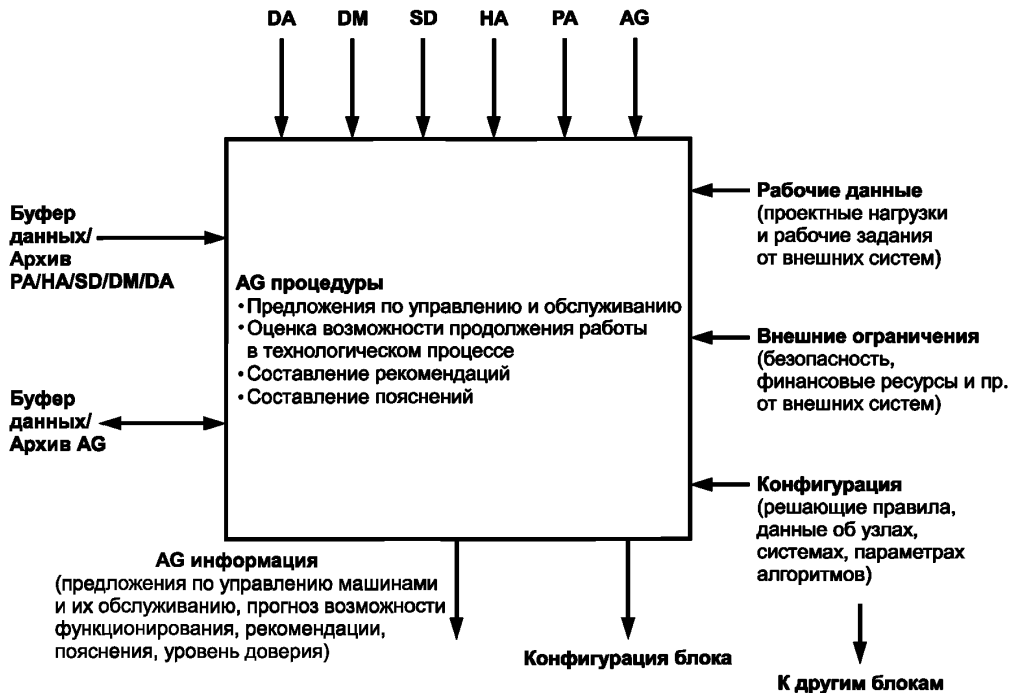 DA DM SD HA PA AG
Буфер
данных/
Архив
PA/HA/SD/DM/DA
Буфер
данных/
Архив AG
AG процедуры
•Предложения по управлению и обслуживанию
•Оценка возможности продолжения работы
в технологическом процессе
•Составление рекомендаций
•Составление пояснений
Рабочие данные
(проектные нагрузки
и рабочие задания
от внешних систем)
Внешние ограничения
(безопасность,
финансовые ресурсы и пр.
от внешних систем)
Конфигурация
(решающие правила,
данные об узлах,
системах, параметрах
алгоритмов)
AG информация
(предложения по управлению машинами
и их обслуживанию, прогноз возможности
функционирования, рекомендации,
пояснения, уровень доверия)
Конфигурация блока
К другим блокам